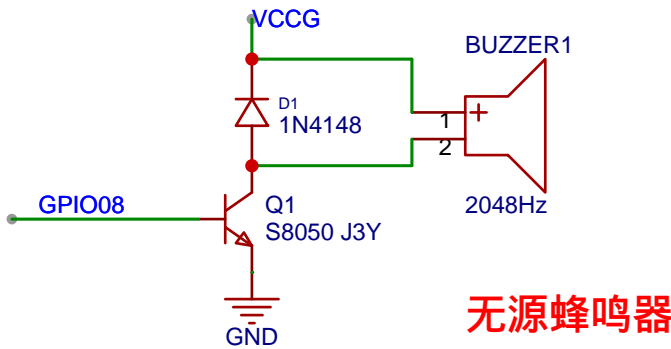 VCCG
BUZZER1
D1
1N4148
1
2
GPIO08
Q1
S8050 J3Y
2048Hz
无源蜂鸣器
GND